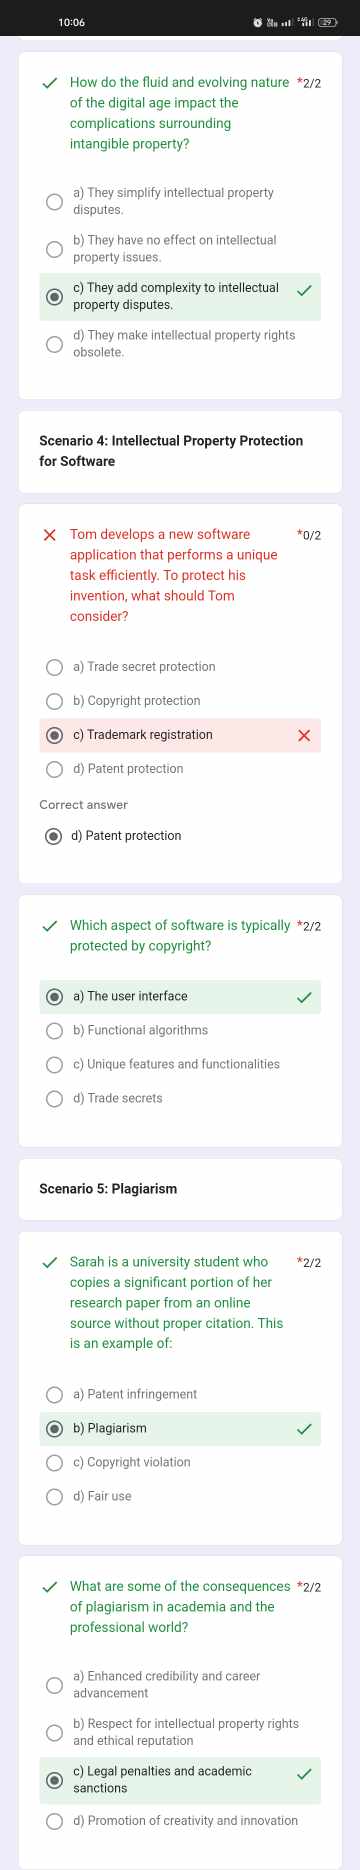 10:06
29
How do the fluid and evolving nature *2/2
of the digital age impact the
complications surrounding
intangible property?
a) They simplify intellectual property
disputes.
b) They have no effect on intellectual
property issues.
c) They add complexity to intellectual
property disputes.
d) They make intellectual property rights
obsolete.
Scenario 4: Intellectual Property Protection
for Software
Tom develops a new software *0/2
application that performs a unique
task efficiently. To protect his
invention, what should Tom
consider?
a) Trade secret protection
b) Copyright protection
c) Trademark registration
d) Patent protection
Correct answer
d) Patent protection
Which aspect of software is typically *2/2
protected by copyright?
a) The user interface
b) Functional algorithms
c) Unique features and functionalities
d) Trade secrets
Scenario 5: Plagiarism
Sarah is a university student who *2/2
copies a significant portion of her
research paper from an online
source without proper citation. This
is an example of:
a) Patent infringement
b) Plagiarism
c) Copyright violation
d) Fair use
What are some of the consequences *2/2
of plagiarism in academia and the
professional world?
a) Enhanced credibility and career
advancement
b) Respect for intellectual property rights
and ethical reputation
c) Legal penalties and academic
sanctions
d) Promotion of creativity and innovation